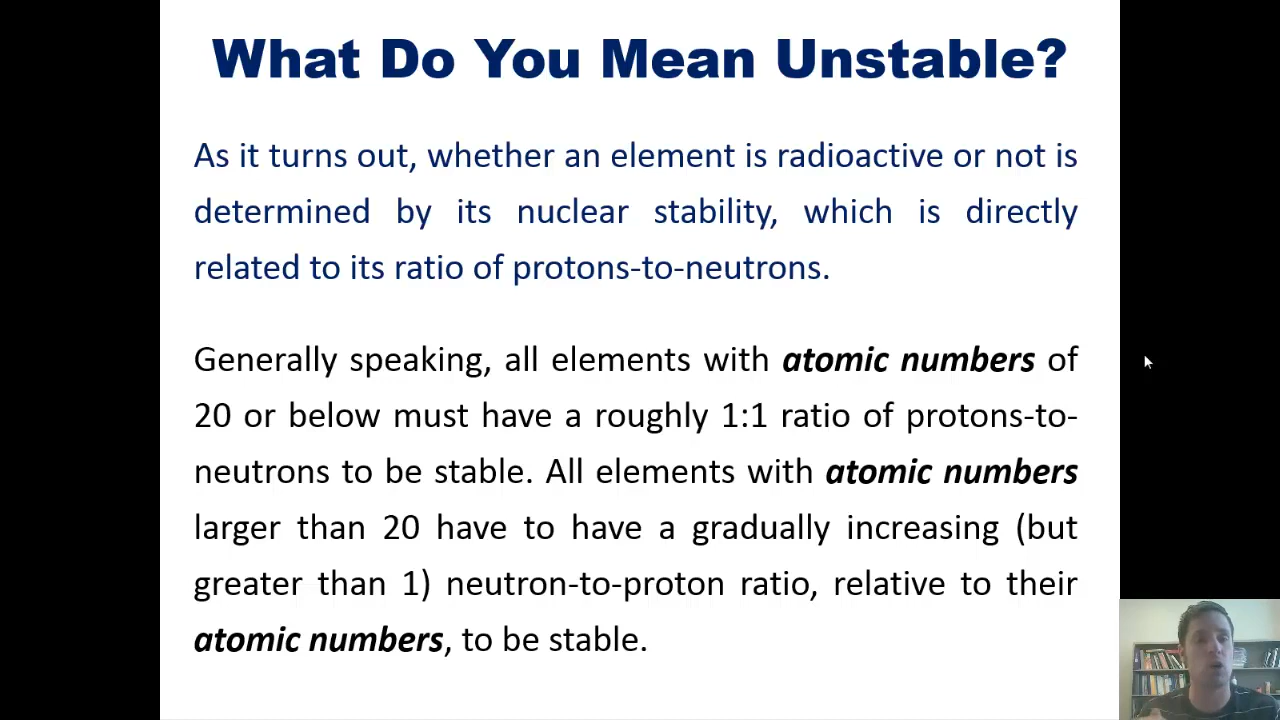 What Do You Mean Unstable?
As it turns out, whether an element is radioactive or not is
determined by its nuclear stability, which is directly
related to its ratio of protons-to-neutrons.
Generally speaking, all elements with atomic numbers of
20 or below must have a roughly 1:1 ratio of protons-to-
neutrons to be stable. All elements with atomic numbers
larger than 20 have to have a gradually increasing (but
greater than 1) neutron-to-proton ratio, relative to their
atomic numbers, to be stable.